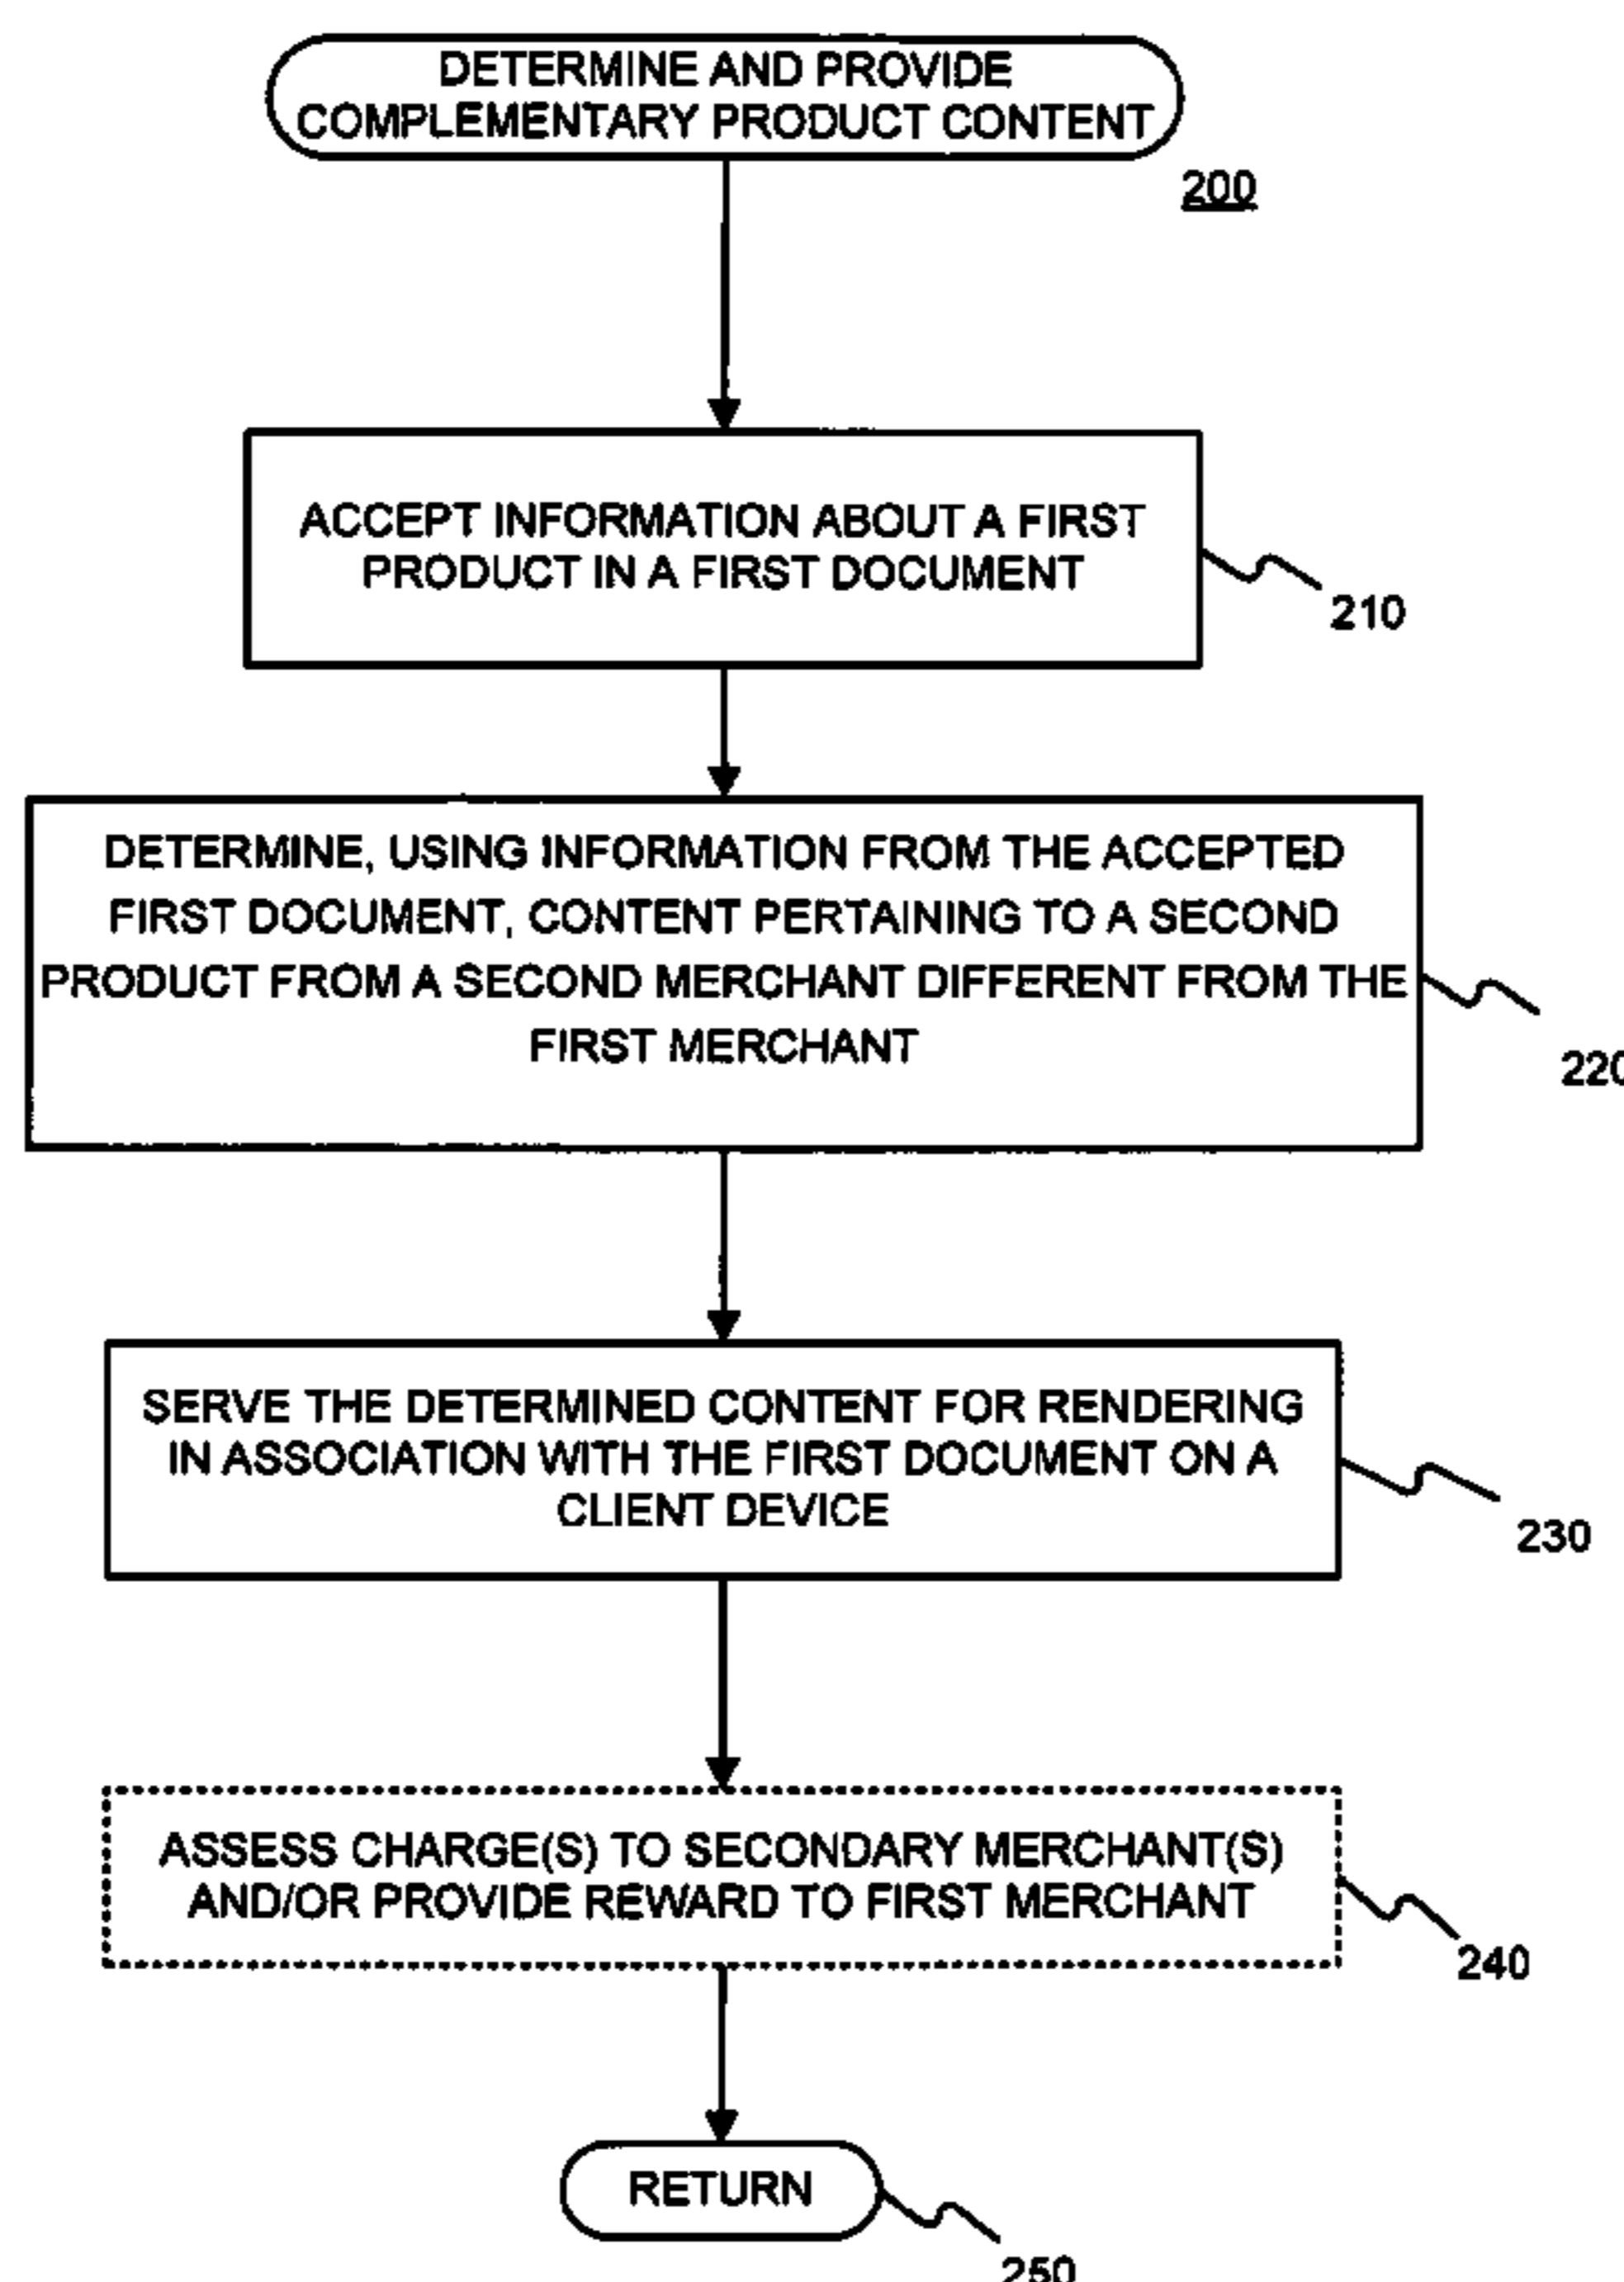 DETERMINE AND PROVIDE
COMPLEMENTARY PRODUCT CONTENT
200
ACCEPT INFORMATION ABOUT A FIRST
PRODUCT IN A FIRST DOCUMENT
210
DETERMINE, USING INFORMATION FROM THE ACCEPTED
FIRST DOCUMENT, CONTENT PERTAINING TO A SECOND
PRODUCT FROM A SECOND MERCHANT DIFFERENT FROM THE
FIRST MERCHANT
220
SERVE THE DETERMINED CONTENT FOR RENDERING
IN ASSOCIATION WITH THE FIRST DOCUMENT ON A
CLIENT DEVICE
230
ASSESS CHARGE(S) TO SECONDARY MERCHANT(S)
AND/OR PROVIDE REWARD TO FIRST MERCHANT
240
RETURN
250